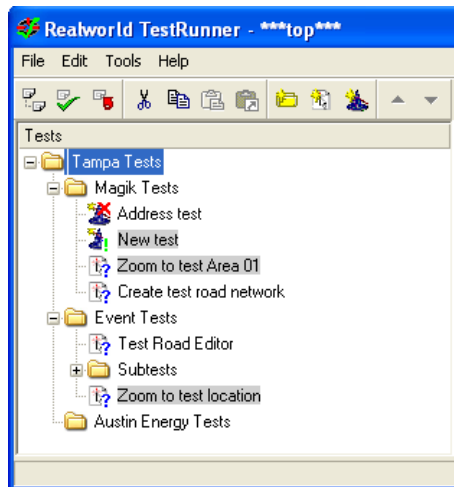 Realworld TestRunner - ***top***
File Edit Tools Help
Tests
Tampa Tests
Magik Tests
Address test
New test
Zoom to test Area 01
Create test road network
Event Tests
Test Road Editor
Subtests
Zoom to test location
Austin Energy Tests